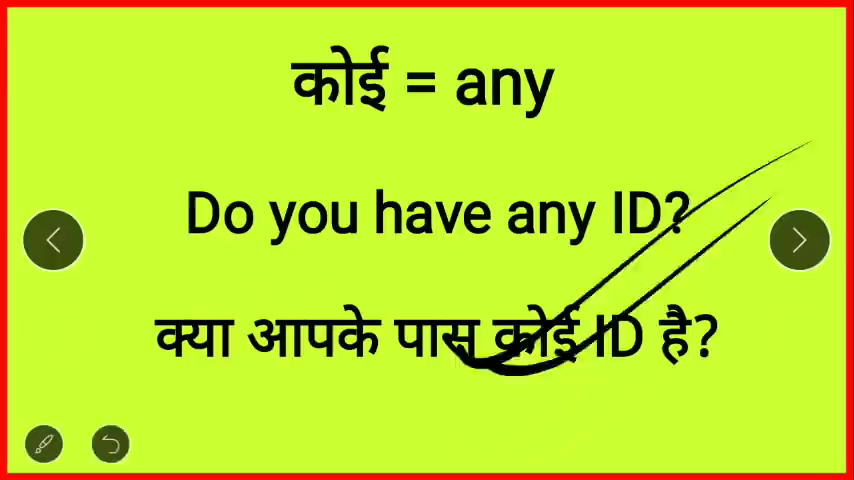 कोई = any
Do you have any ID?
क्या आपके पास कोई ID है?